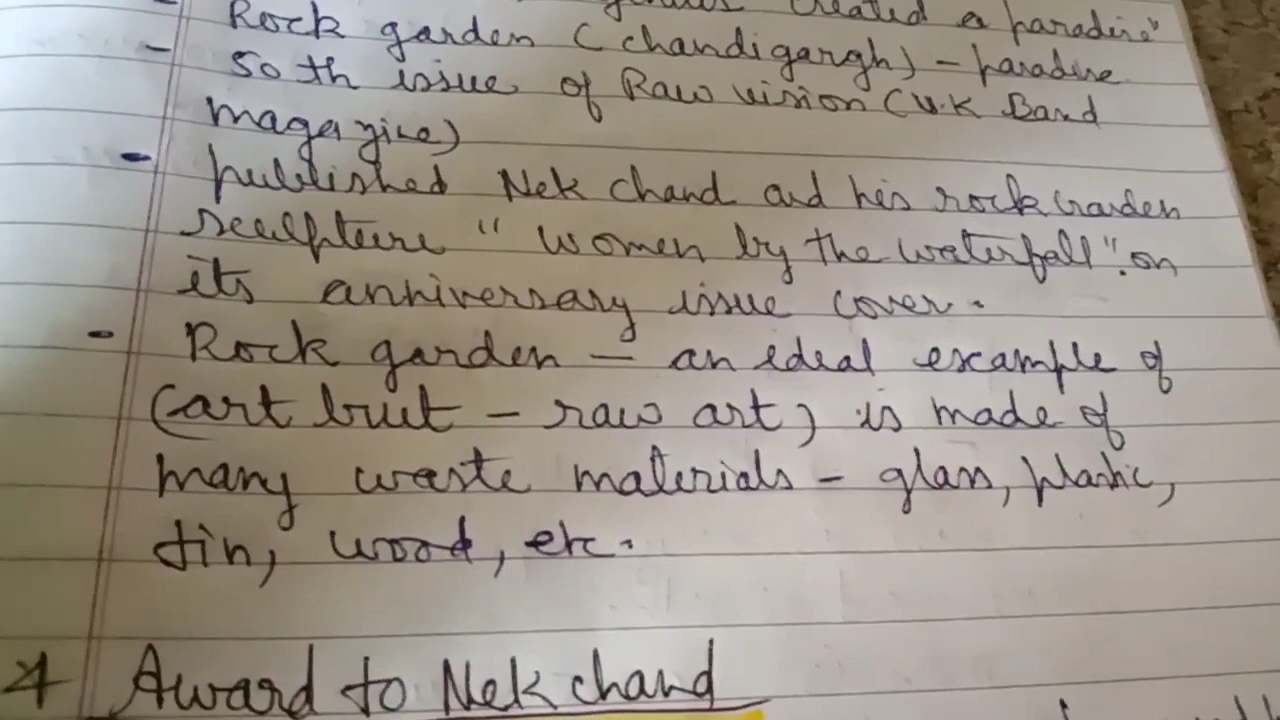 created a paradise"
Rock garden (chandigargh) - paradise
- 50th issue of Raw vision (U.K Band
magazine)
- published Nek chand and his rock Garden
sculpture " women by the waterfall". on
its anniversary issue cover.
- Rock garden - an ideal example of
(art brut - raw art) is made of
many waste materials - glass, plastic,
tin, wood, etc.
4 Award to Nek chand